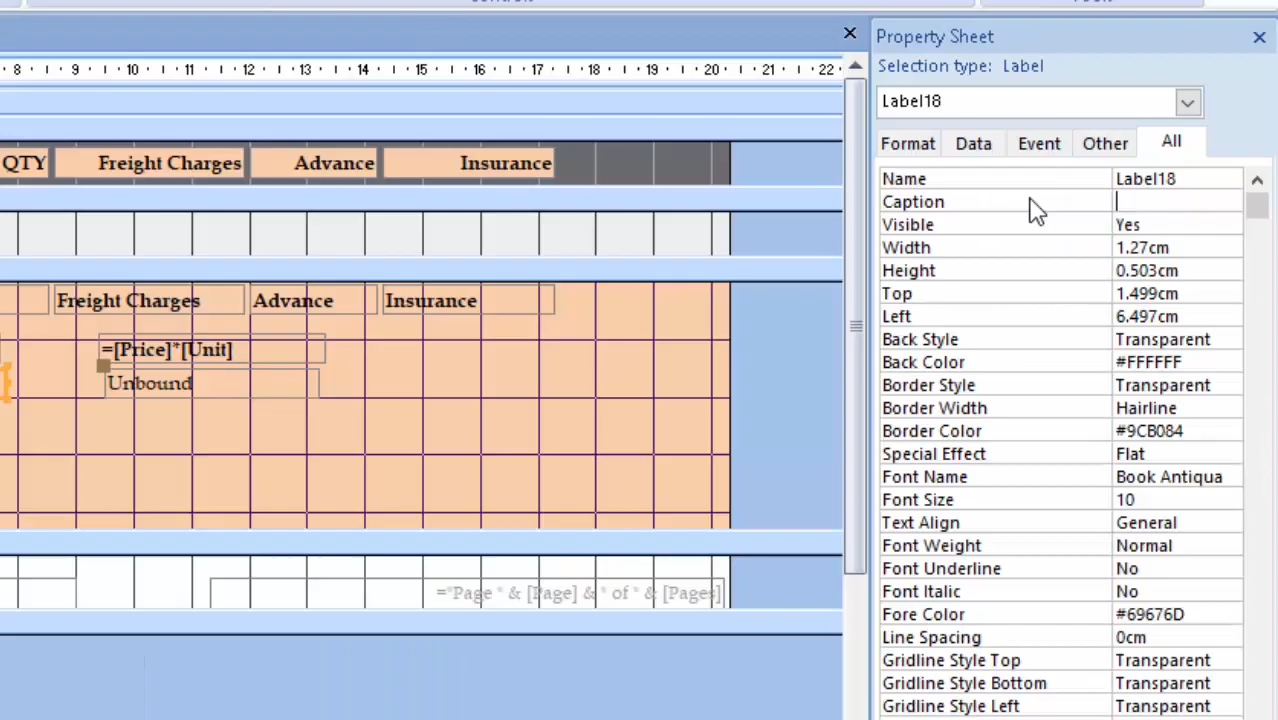 8 9 10 11 12 13 14 15 16 17 18 19 20 21 22
QTY Freight Charges Advance Insurance
Freight Charges Advance Insurance
=[Price]*[Unit]
Unbound
="Page " & [Page] & " of " & [Pages]
Property Sheet
Selection type: Label
Label18
Format Data Event Other All
Name Label18
Caption
Visible Yes
Width 1.27cm
Height 0.503cm
Top 1.499cm
Left 6.497cm
Back Style Transparent
Back Color #FFFFFF
Border Style Transparent
Border Width Hairline
Border Color #9CB084
Special Effect Flat
Font Name Book Antiqua
Font Size 10
Text Align General
Font Weight Normal
Font Underline No
Font Italic No
Fore Color #69676D
Line Spacing 0cm
Gridline Style Top Transparent
Gridline Style Bottom Transparent
Gridline Style Left Transparent